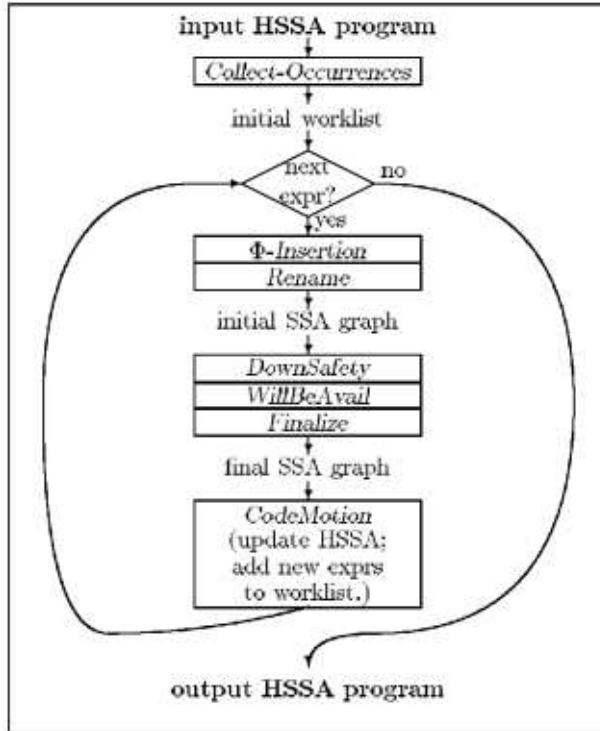 input HSSA program
Collect-Occurrences
initial worklist
next
expr?
no
yes
Φ-Insertion
Rename
initial SSA graph
DownSafety
WillBeAvail
Finalize
final SSA graph
CodeMotion
(update HSSA;
add new exprs
to worklist.)
output HSSA program